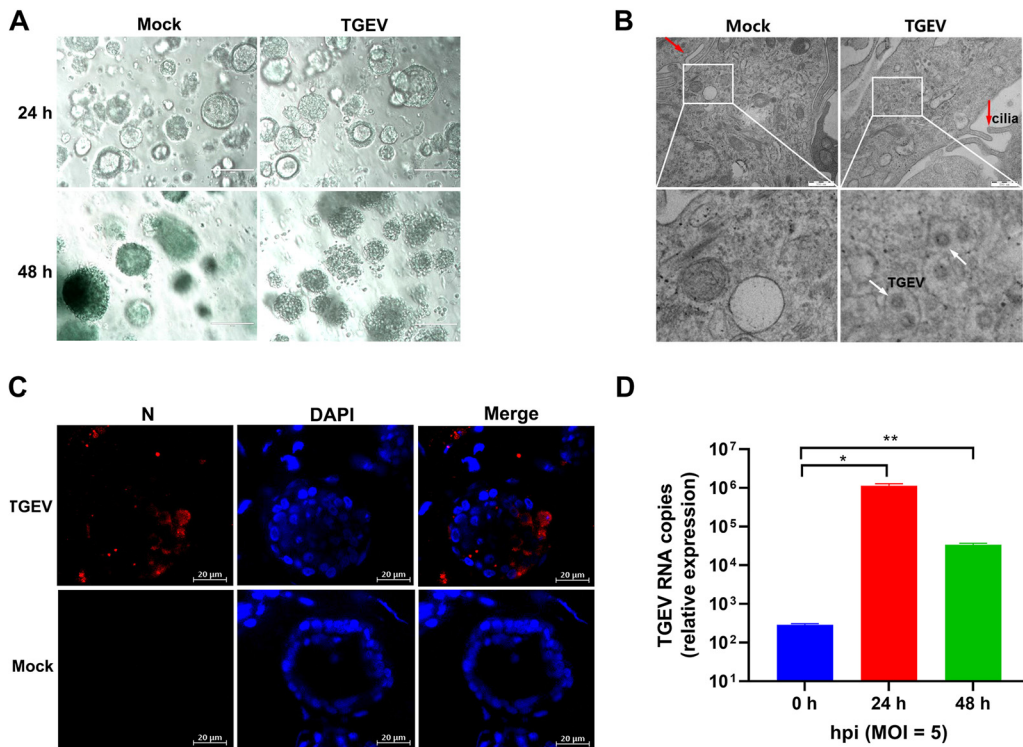 A
Mock TGEV
24 h
48 h
B
Mock TGEV
cilia
TGEV
C
N DAPI Merge
TGEV
20 μm 20 μm 20 μm
Mock
20 μm 20 μm 20 μm
D
TGEV RNA copies
(relative expression)
10⁷
10⁶
10⁵
10⁴
10³
10²
10¹
**
*
0 h 24 h 48 h
hpi (MOI = 5)